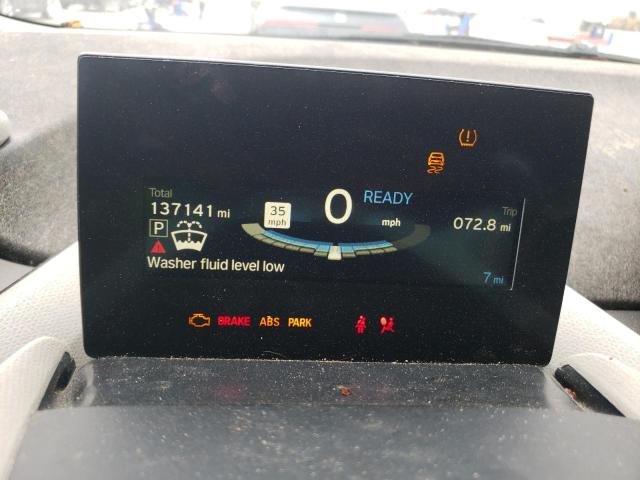 Total
137141 mi
P
35
mph
0
READY
mph
Trip
072.8 mi
Washer fluid level low
7 mi
BRAKE ABS PARK